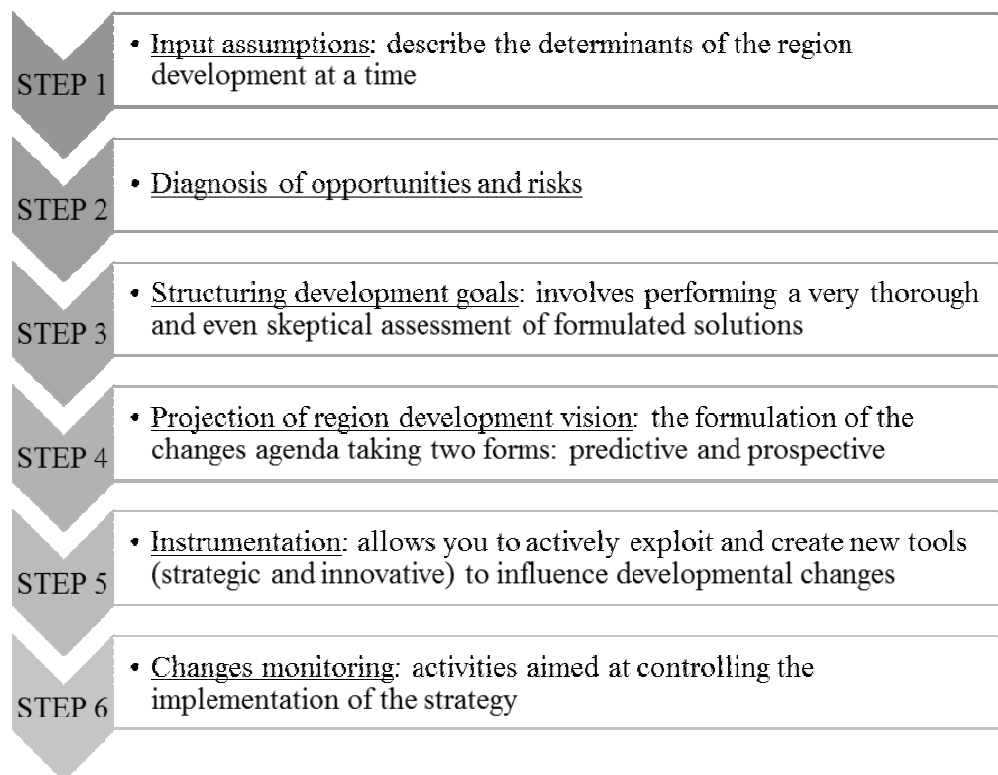 STEP 1
• Input assumptions: describe the determinants of the region
development at a time
STEP 2
• Diagnosis of opportunities and risks
STEP 3
• Structuring development goals: involves performing a very thorough
and even skeptical assessment of formulated solutions
STEP 4
• Projection of region development vision: the formulation of the
changes agenda taking two forms: predictive and prospective
STEP 5
• Instrumentation: allows you to actively exploit and create new tools
(strategic and innovative) to influence developmental changes
STEP 6
• Changes monitoring: activities aimed at controlling the
implementation of the strategy